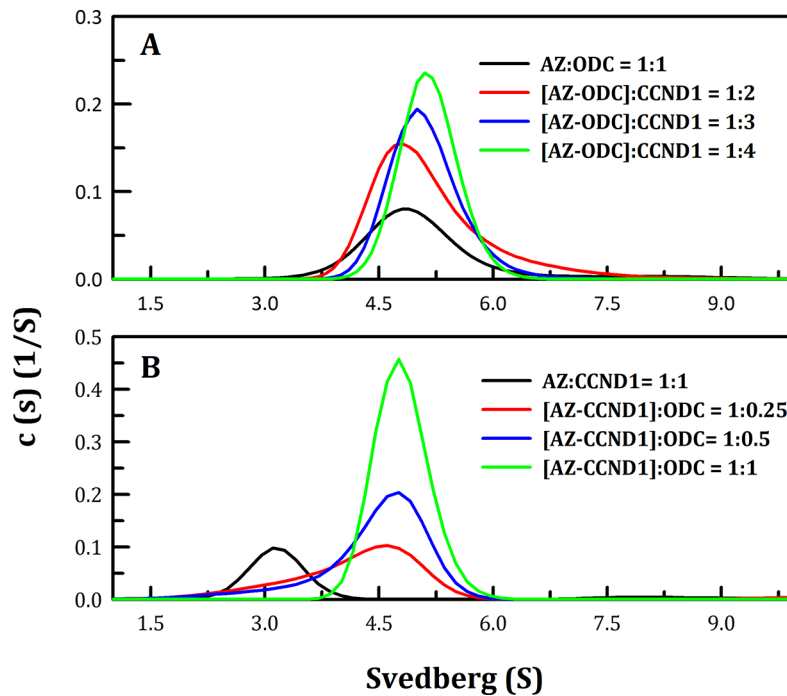 A
AZ:ODC = 1:1
[AZ-ODC]:CCND1 = 1:2
[AZ-ODC]:CCND1 = 1:3
[AZ-ODC]:CCND1 = 1:4
0.3
0.2
0.1
0.0
1.5 3.0 4.5 6.0 7.5 9.0
c (s) (1/S)
B
AZ:CCND1= 1:1
[AZ-CCND1]:ODC = 1:0.25
[AZ-CCND1]:ODC= 1:0.5
[AZ-CCND1]:ODC = 1:1
0.5
0.4
0.3
0.2
0.1
0.0
1.5 3.0 4.5 6.0 7.5 9.0
Svedberg (S)